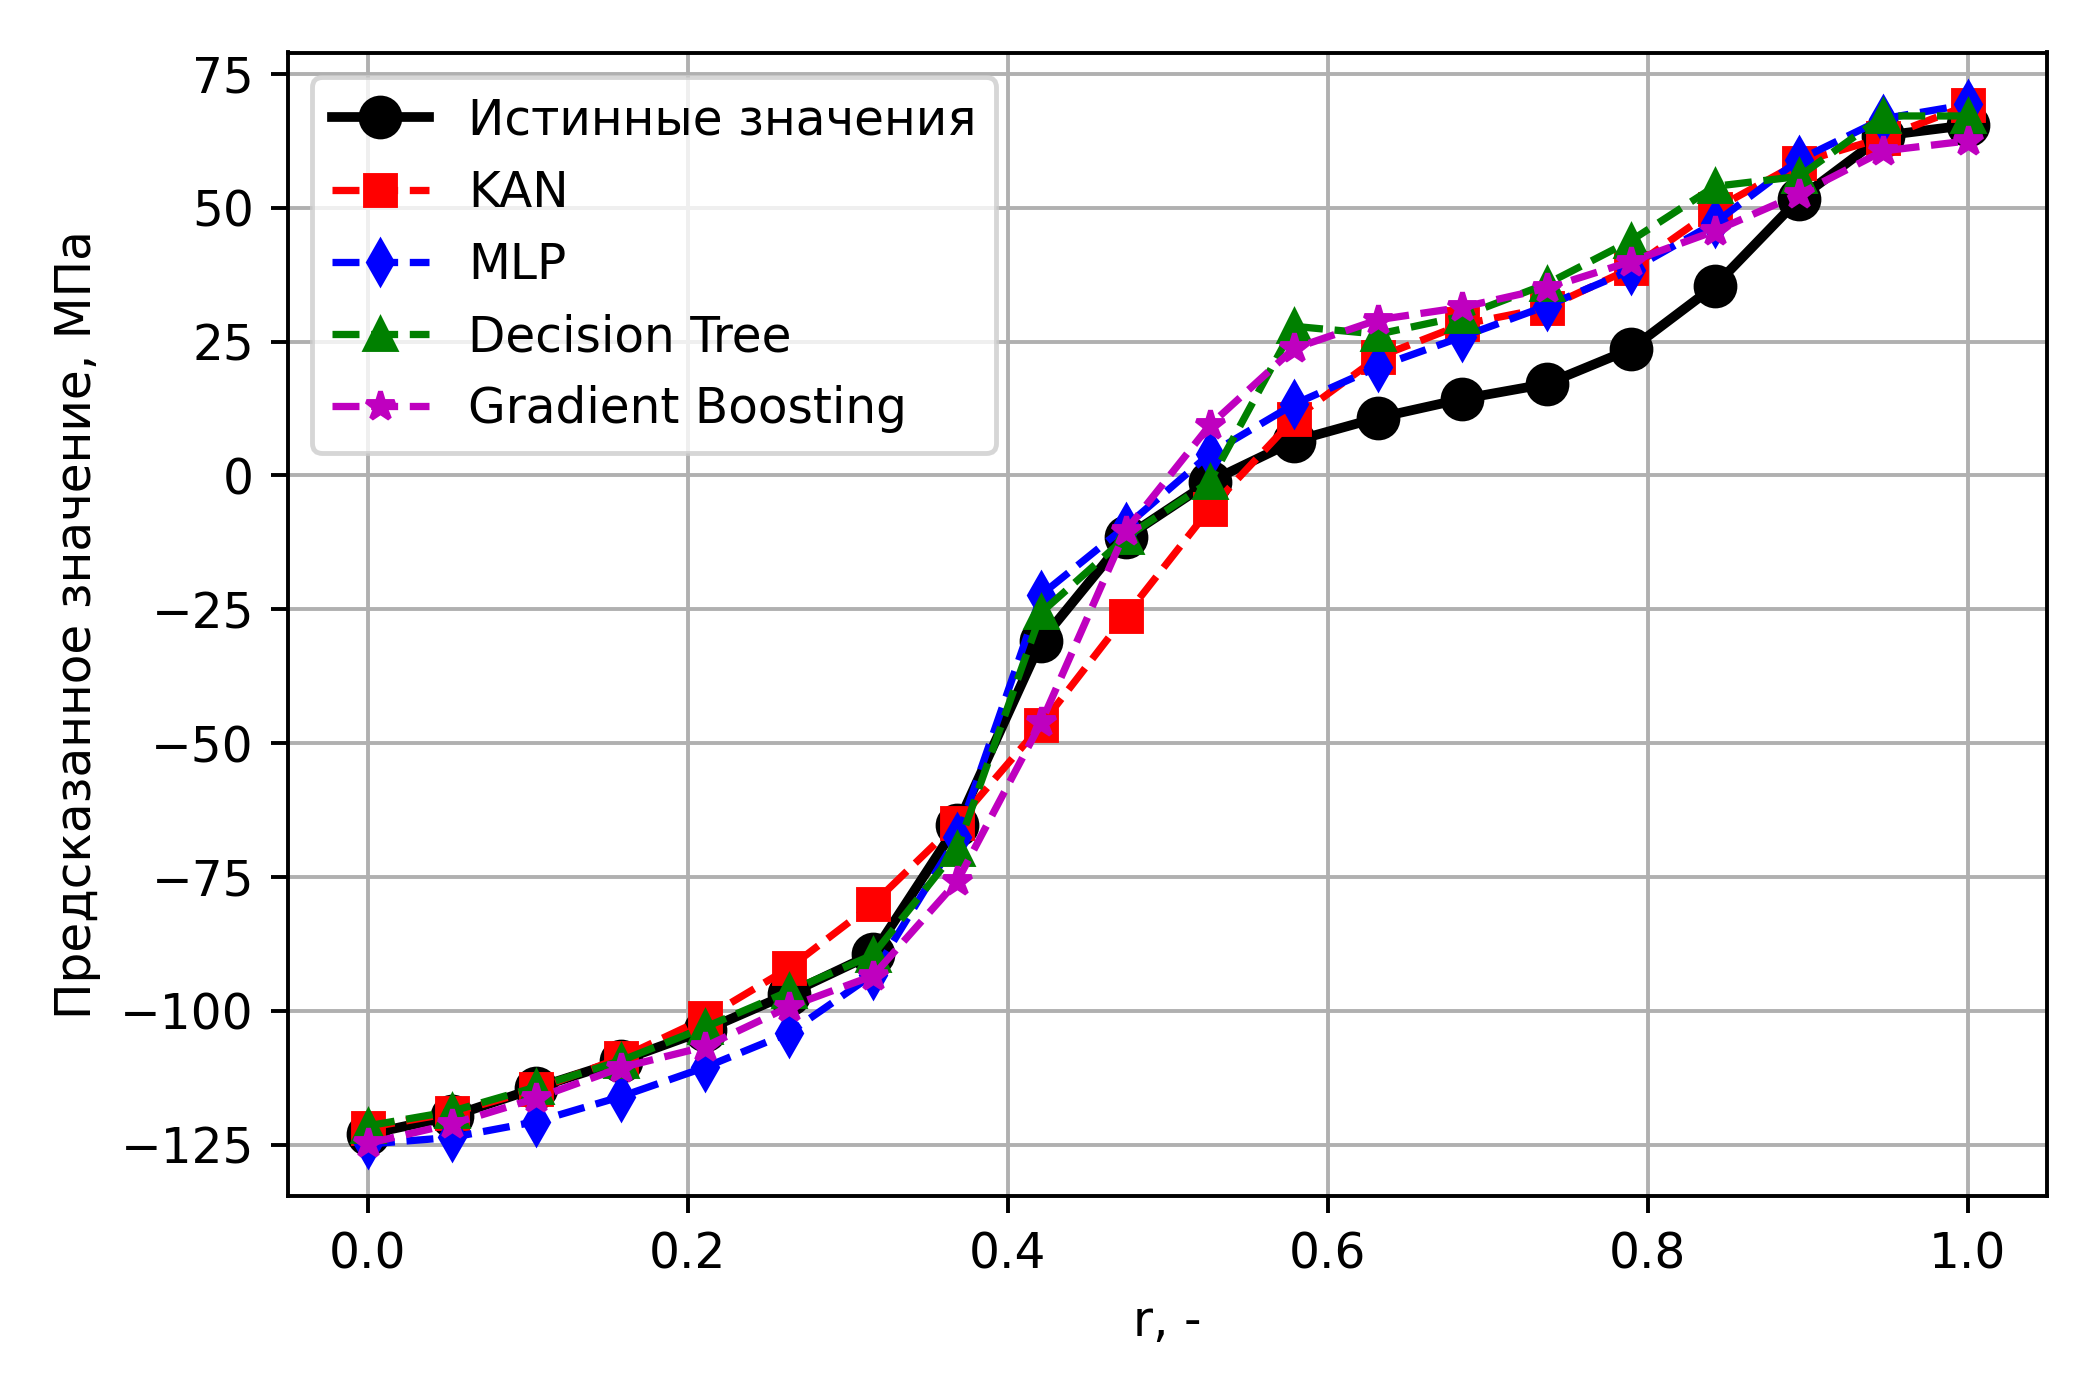 Предсказанное значение, МПа
75
50
25
0
−25
−50
−75
−100
−125
Истинные значения
KAN
MLP
Decision Tree
Gradient Boosting
0.0 0.2 0.4 0.6 0.8 1.0
r, -